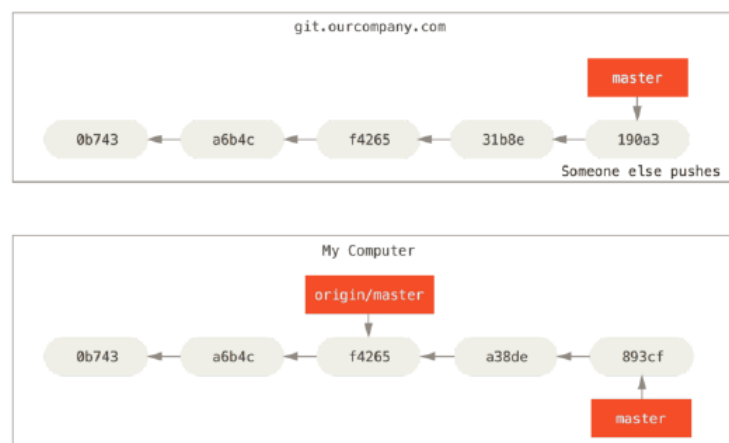 git.ourcompany.com
master
0b743 a6b4c f4265 31b8e 190a3
Someone else pushes
My Computer
origin/master
0b743 a6b4c f4265 a38de 893cf
master